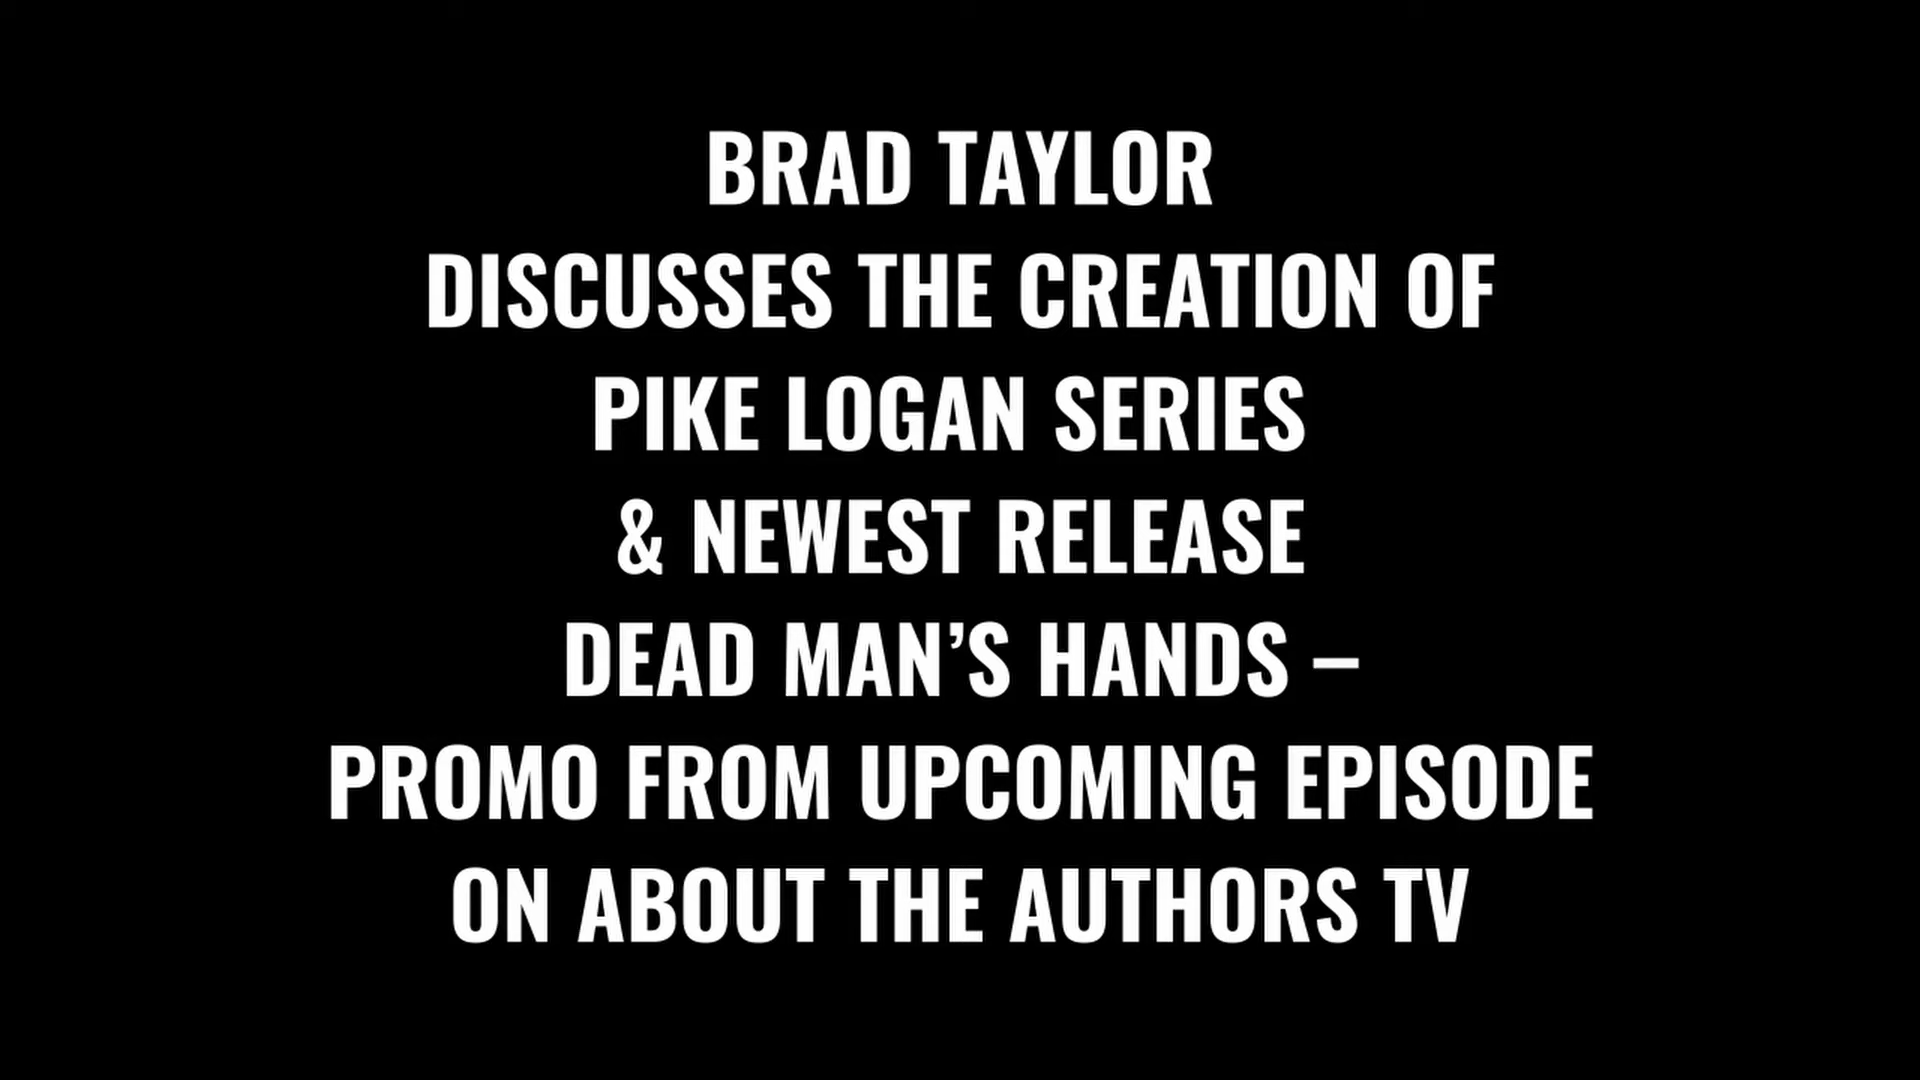 BRAD TAYLOR
DISCUSSES THE CREATION OF
PIKE LOGAN SERIES
& NEWEST RELEASE
DEAD MAN’S HANDS –
PROMO FROM UPCOMING EPISODE
ON ABOUT THE AUTHORS TV